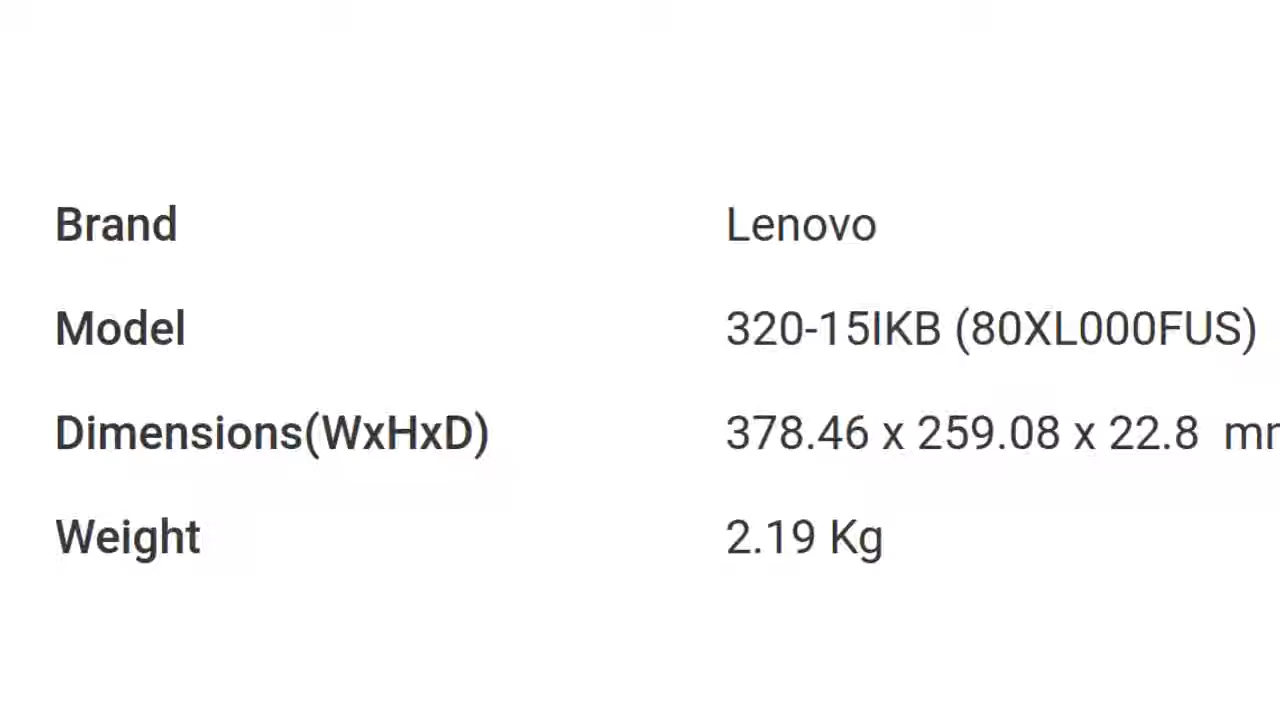 Brand Lenovo
Model 320-15IKB (80XL000FUS)
Dimensions(WxHxD) 378.46 x 259.08 x 22.8
Weight 2.19 Kg